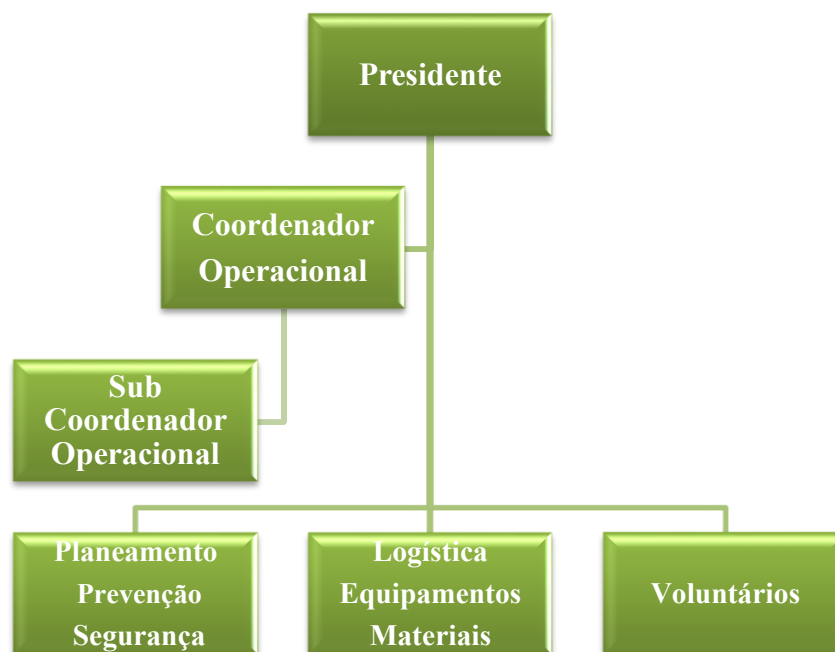 Presidente
Coordenador
Operacional
Sub
Coordenador
Operacional
Planeamento
Prevenção
Segurança
Logística
Equipamentos
Materiais
Voluntários